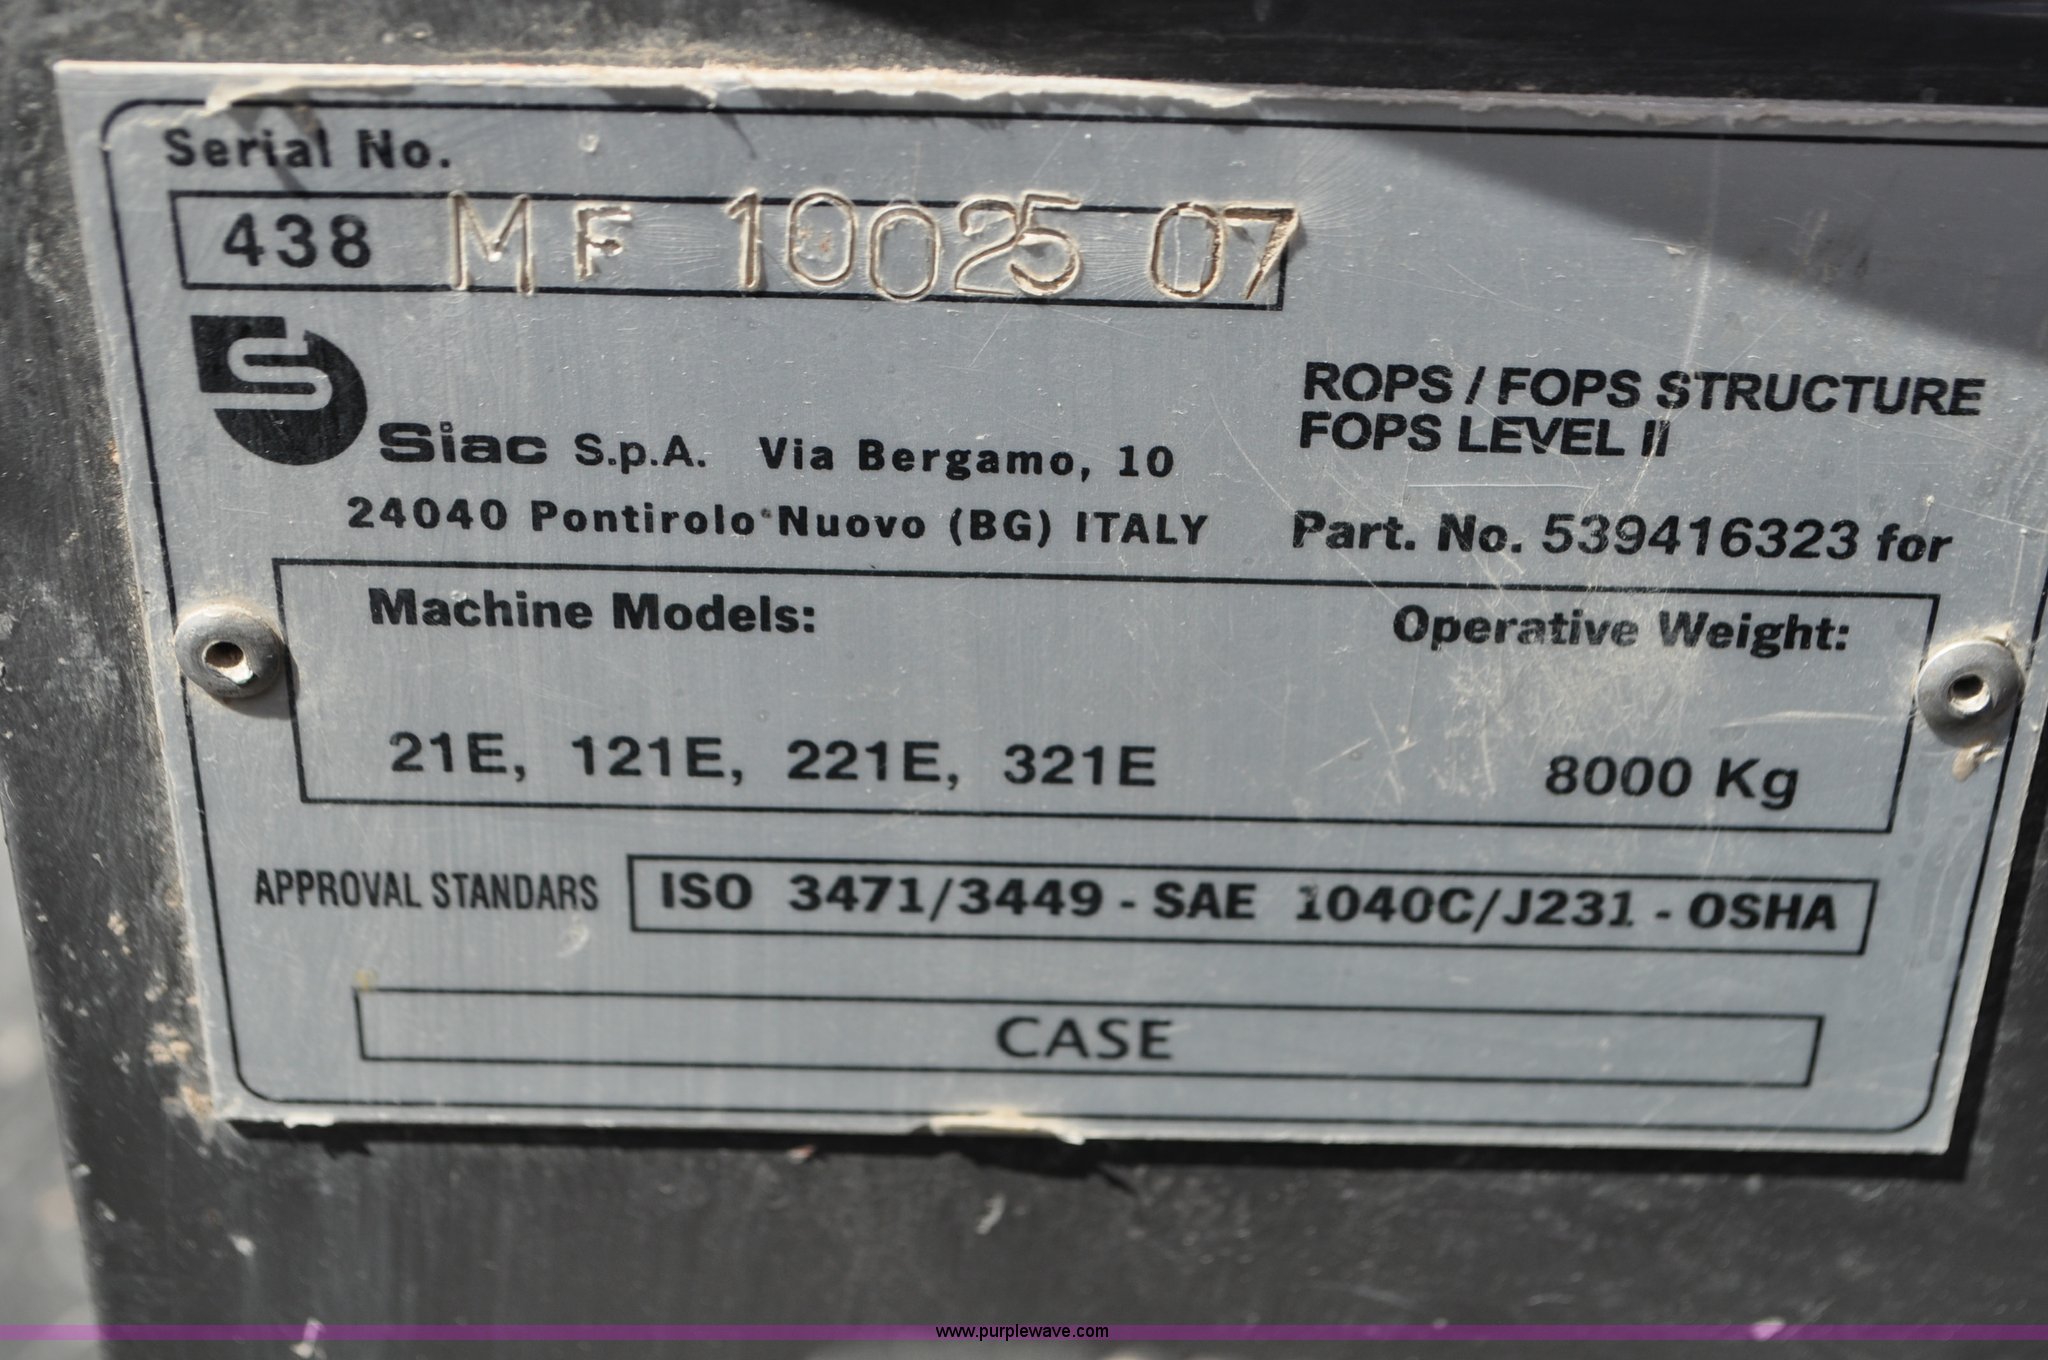 Serial No.
438 MF 10025 07
Siac S.p.A. Via Bergamo, 10
24040 Pontirolo Nuovo (BG) ITALY
ROPS / FOPS STRUCTURE
FOPS LEVEL II
Part. No. 539416323 for
Machine Models: Operative Weight:
21E, 121E, 221E, 321E 8000 Kg
APPROVAL STANDARS ISO 3471/3449 - SAE 1040C/J231 - OSHA
CASE
www.purplewave.com